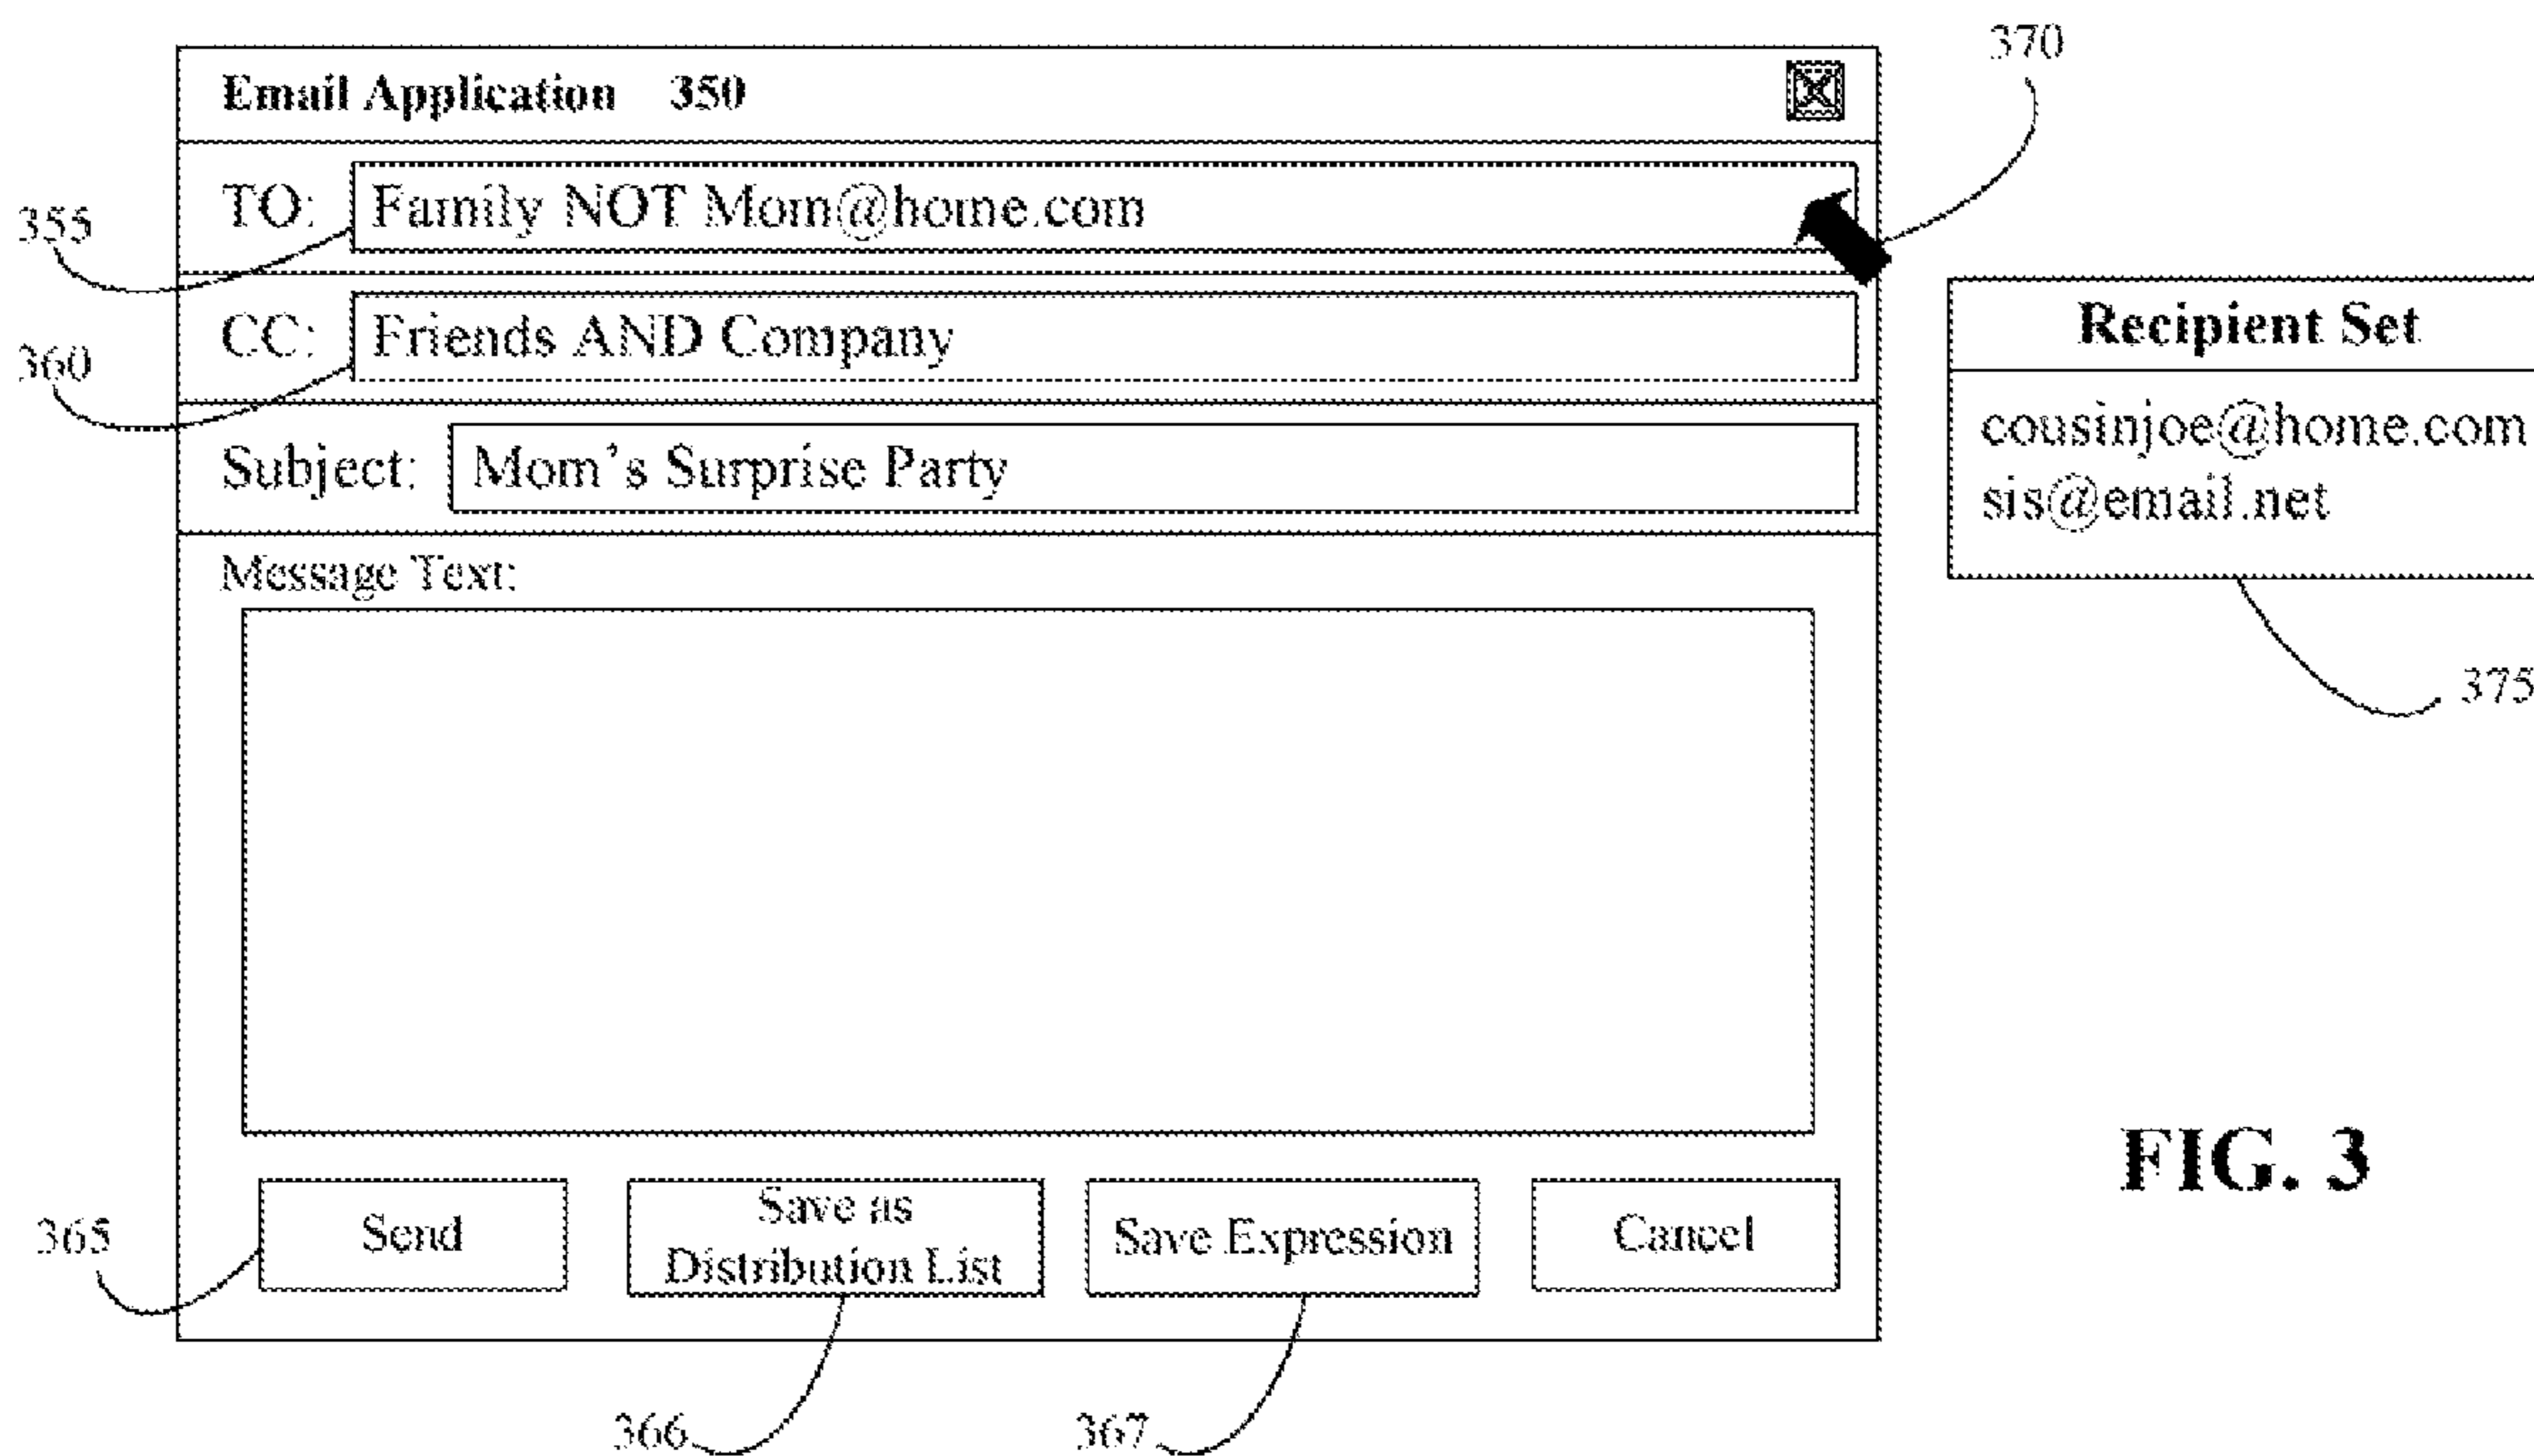 370
Email Application 350
TO: Family NOT Mom@home.com
355
CC: Friends AND Company
360
Recipient Set
cousinjoe@home.com
sis@email.net
375
Subject: Mom's Surprise Party
Message Text:
FIG. 3
365
Send
Save as
Distribution List
Save Expression
Cancel
366
367